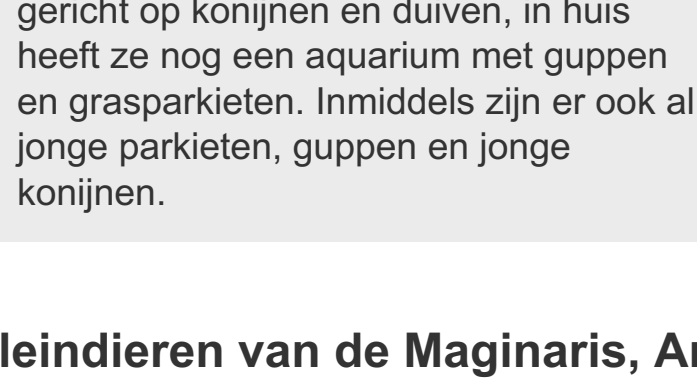 gericht op konijnen en duiven, in huis
heeft ze nog een aquarium met guppen
en grasparkieten. Inmiddels zijn er ook al
jonge parkieten, guppen en jonge
konijnen.
leindieren van de Maginaris, Ar